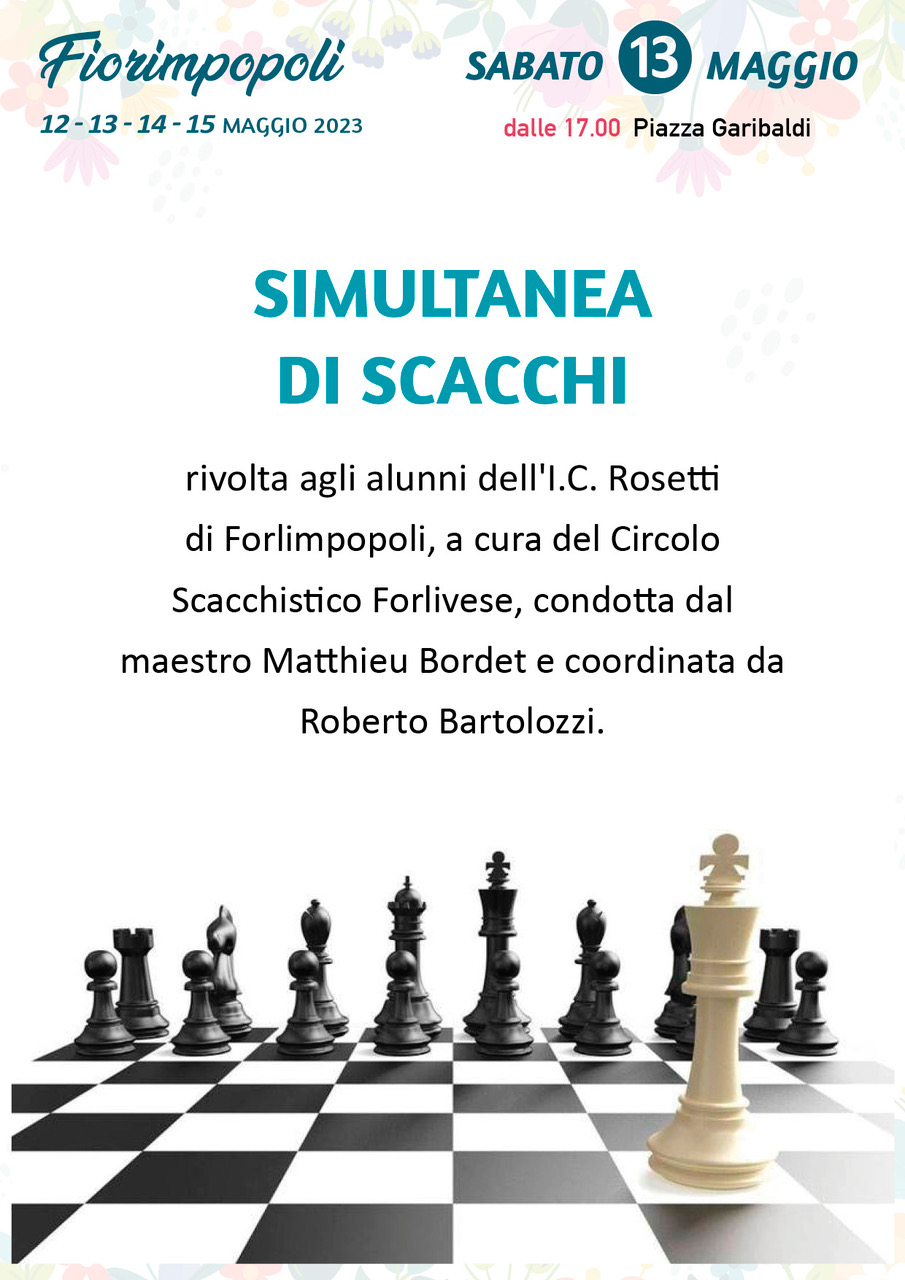 Fiorimpopoli
12 - 13 - 14 - 15 MAGGIO 2023
SABATO 13 MAGGIO
dalle 17.00 Piazza Garibaldi
SIMULTANEA
DI SCACCHI
rivolta agli alunni dell'I.C. Rosetti
di Forlimpopoli, a cura del Circolo
Scacchistico Forlivese, condotta dal
maestro Matthieu Bordet e coordinata da
Roberto Bartolozzi.